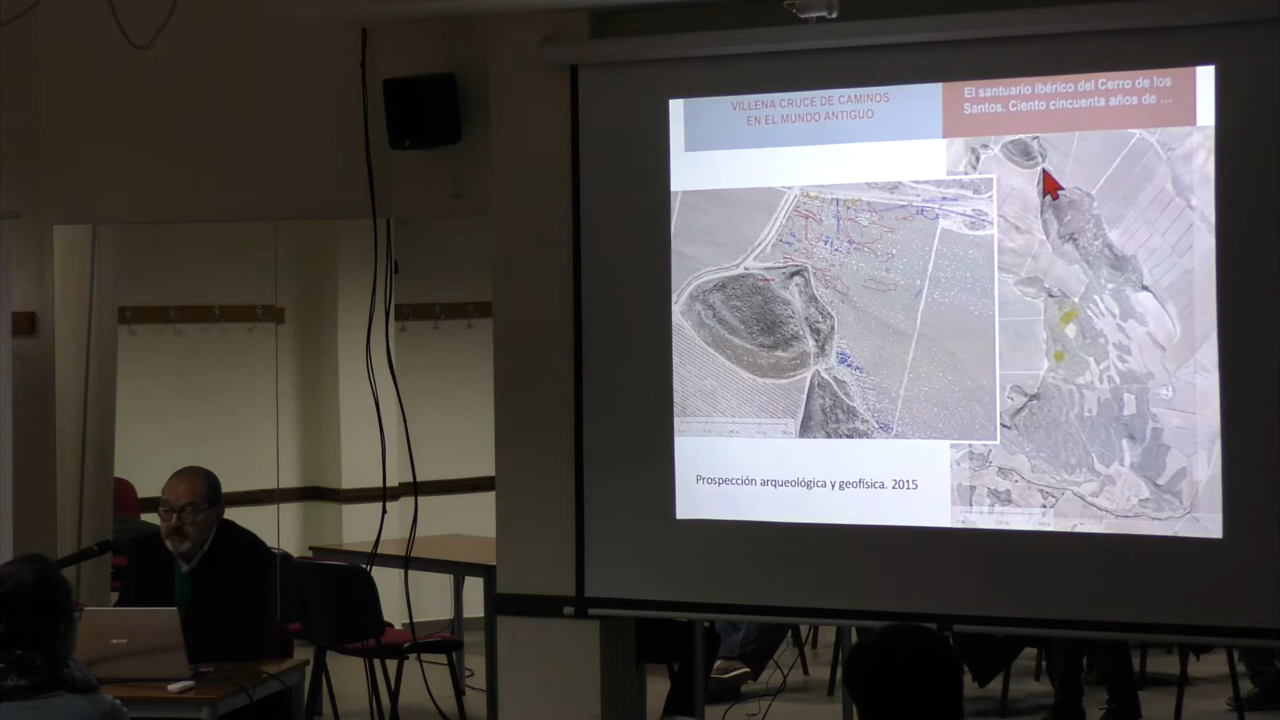 VILLENA CRUCE DE CAMINOS
EN EL MUNDO ANTIGUO
El santuario ibérico del Cerro de los
Santos. Ciento cincuenta años de ...
Prospección arqueológica y geofísica. 2015
acer